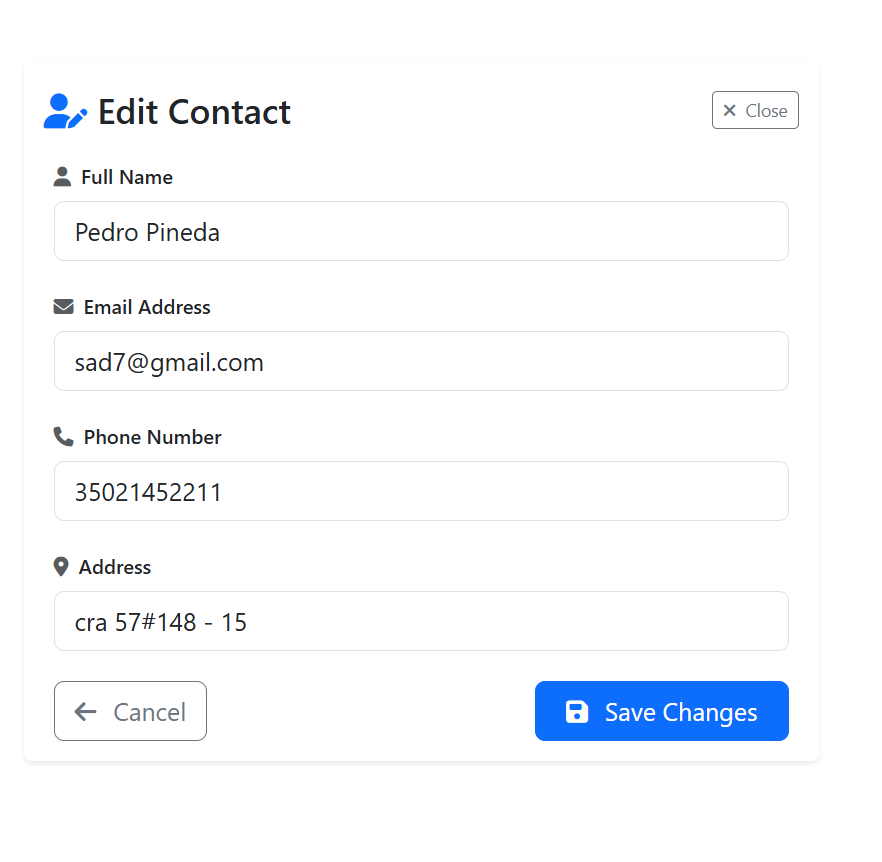 Edit Contact
Close
Full Name
Pedro Pineda
Email Address
sad7@gmail.com
Phone Number
35021452211
Address
cra 57#148 - 15
Cancel
Save Changes